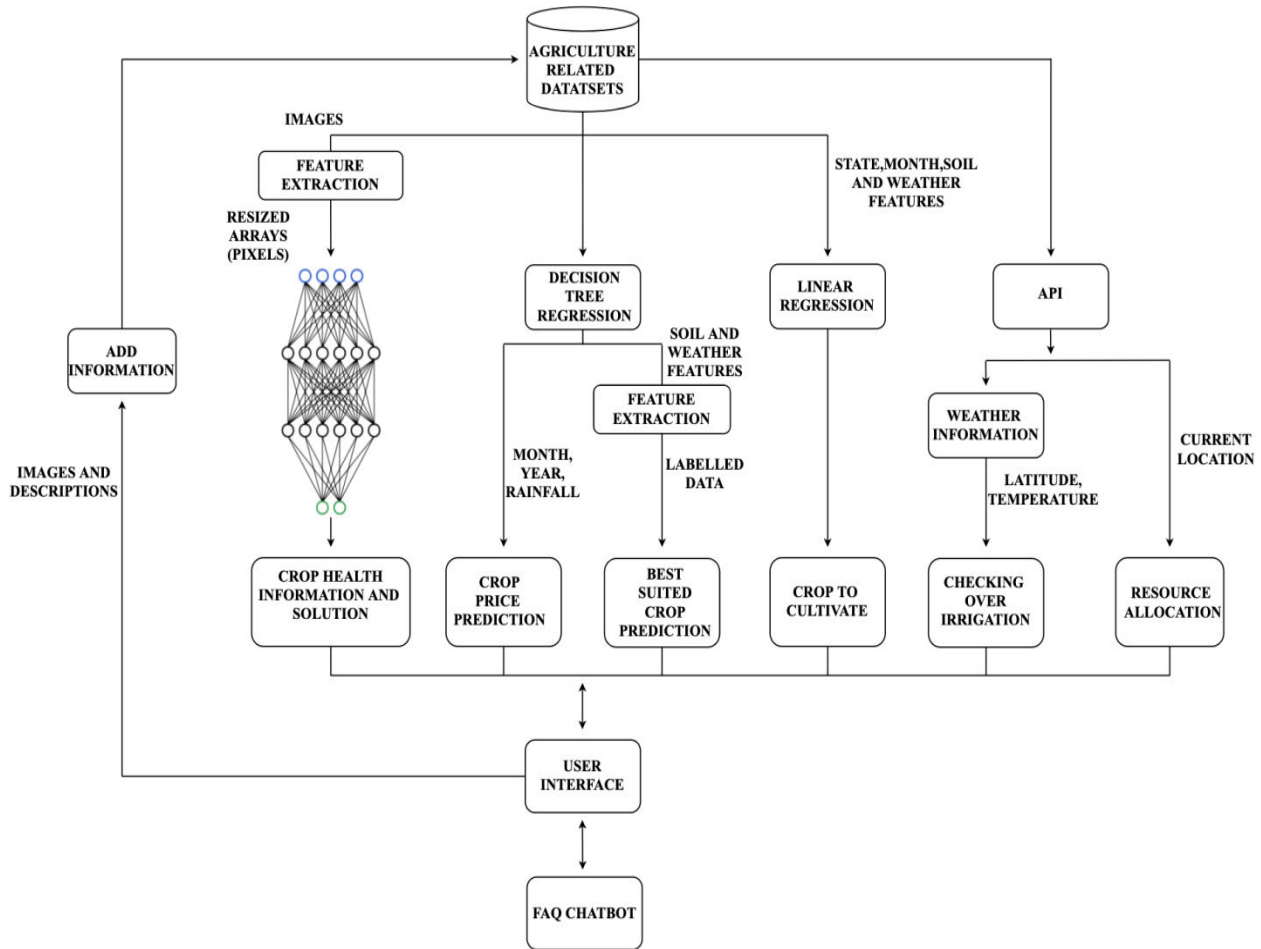 AGRICULTURE
RELATED
DATATSETS
IMAGES
FEATURE
EXTRACTION
STATE,MONTH,SOIL
AND WEATHER
FEATURES
RESIZED
ARRAYS
(PIXELS)
DECISION
TREE
REGRESSION
LINEAR
REGRESSION
API
ADD
INFORMATION
SOIL AND
WEATHER
FEATURES
FEATURE
EXTRACTION
WEATHER
INFORMATION
CURRENT
LOCATION
IMAGES AND
DESCRIPTIONS
MONTH,
YEAR,
RAINFALL
LABELLED
DATA
LATITUDE,
TEMPERATURE
CROP HEALTH
INFORMATION AND
SOLUTION
CROP
PRICE
PREDICTION
BEST
SUITED
CROP
PREDICTION
CROP TO
CULTIVATE
CHECKING
OVER
IRRIGATION
RESOURCE
ALLOCATION
USER
INTERFACE
FAQ CHATBOT